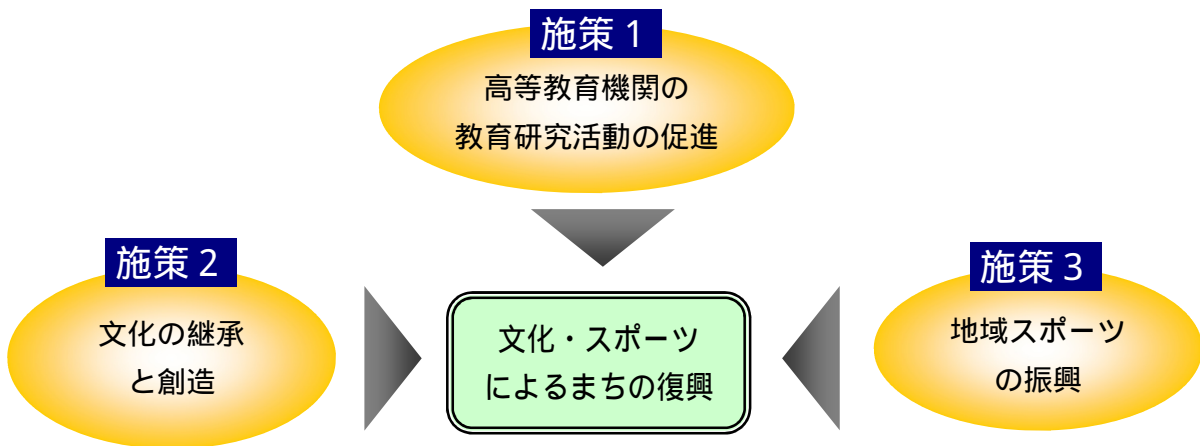 施策1
高等教育機関の
教育研究活動の促進
施策2
文化の継承
と創造
文化・スポーツ
によるまちの復興
施策3
地域スポーツ
の振興